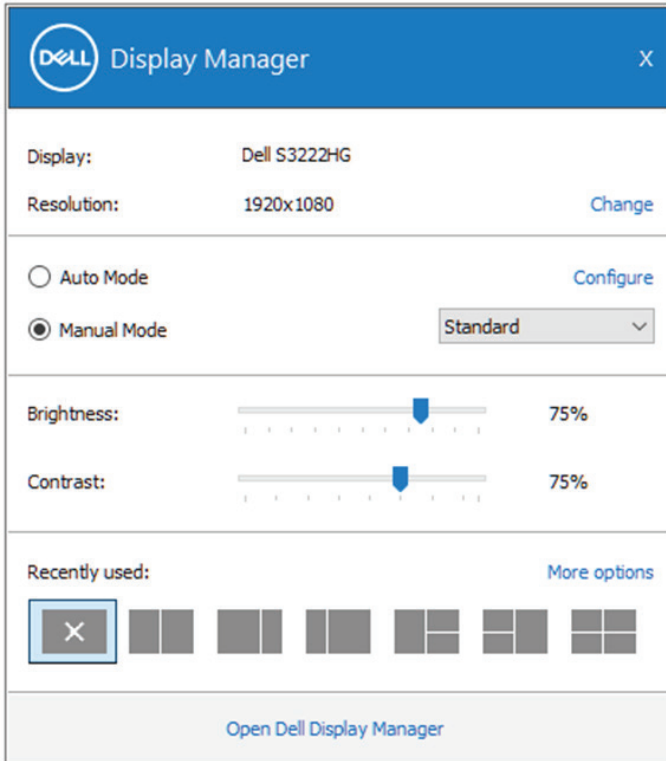 DELL Display Manager X
Display: Dell S3222HG
Resolution: 1920x1080 Change
Auto Mode Configure
Manual Mode Standard
Brightness: 75%
Contrast: 75%
Recently used: More options
Open Dell Display Manager